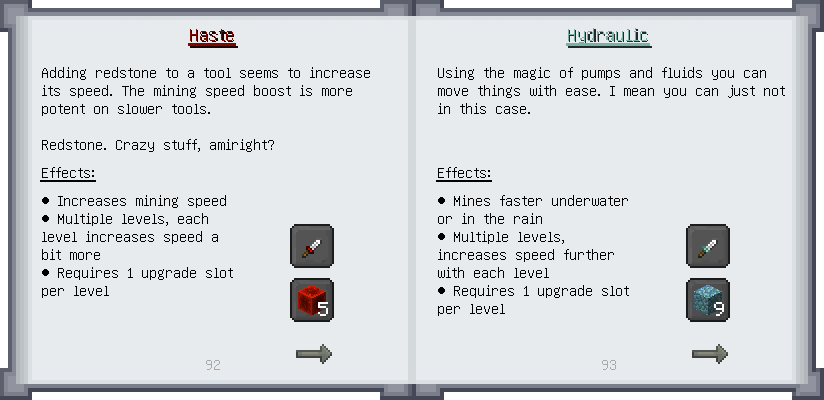 Haste
Adding redstone to a tool seems to increase
its speed. The mining speed boost is more
potent on slower tools.
Redstone. Crazy stuff, amiright?
Effects:
• Increases mining speed
• Multiple levels, each
level increases speed a
bit more
• Requires 1 upgrade slot
per level
5
92
Hydraulic
Using the magic of pumps and fluids you can
move things with ease. I mean you can just not
in this case.
Effects:
• Mines faster underwater
or in the rain
• Multiple levels,
increases speed further
with each level
• Requires 1 upgrade slot
per level
9
93